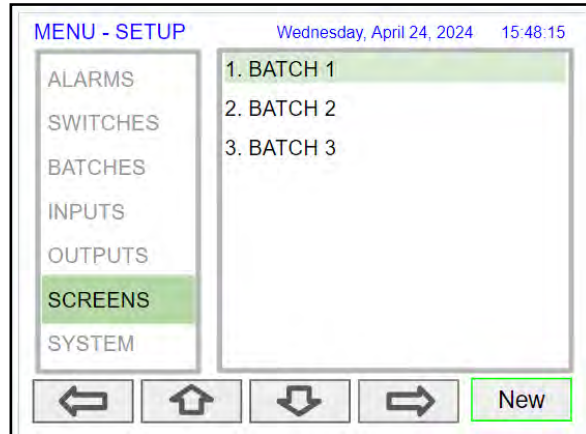 MENU - SETUP Wednesday, April 24, 2024 15:48:15
ALARMS
SWITCHES
BATCHES
INPUTS
OUTPUTS
SCREENS
SYSTEM
1. BATCH 1
2. BATCH 2
3. BATCH 3
New